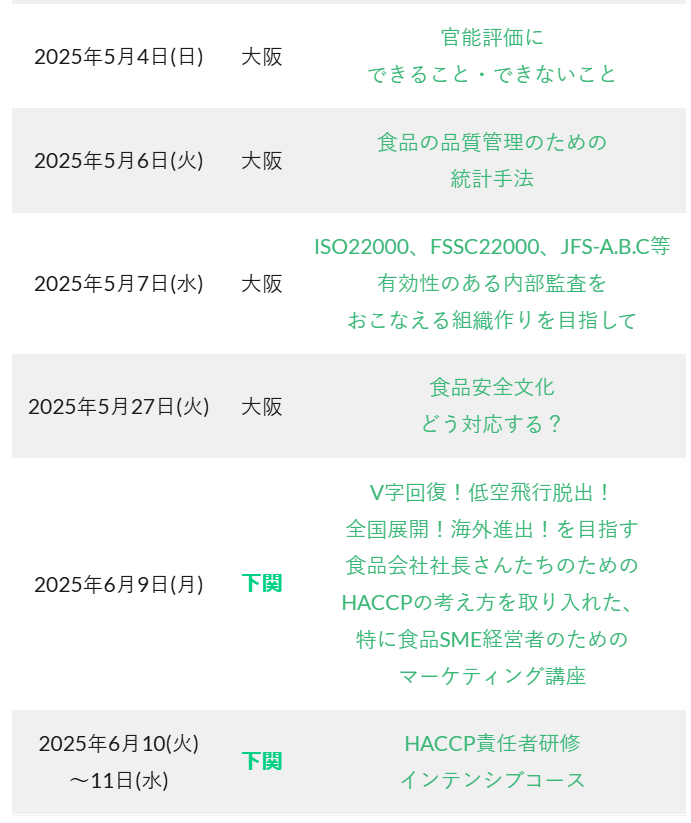 2025年5月4日(日)
大阪
官能評価に
できること・できないこと
2025年5月6日(火)
大阪
食品の品質管理のための
統計手法
2025年5月7日(水)
大阪
ISO22000、FSSC22000、JFS-A.B.C等
有効性のある内部監査を
おこなえる組織作りを目指して
2025年5月27日(火)
大阪
食品安全文化
どう対応する？
2025年6月9日(月)
下関
V字回復！低空飛行脱出！
全国展開！海外進出！を目指す
食品会社社長さんたちのための
HACCPの考え方を取り入れた、
特に食品SME経営者のための
マーケティング講座
2025年6月10(火)
～11日(水)
下関
HACCP責任者研修
インテンシブコース